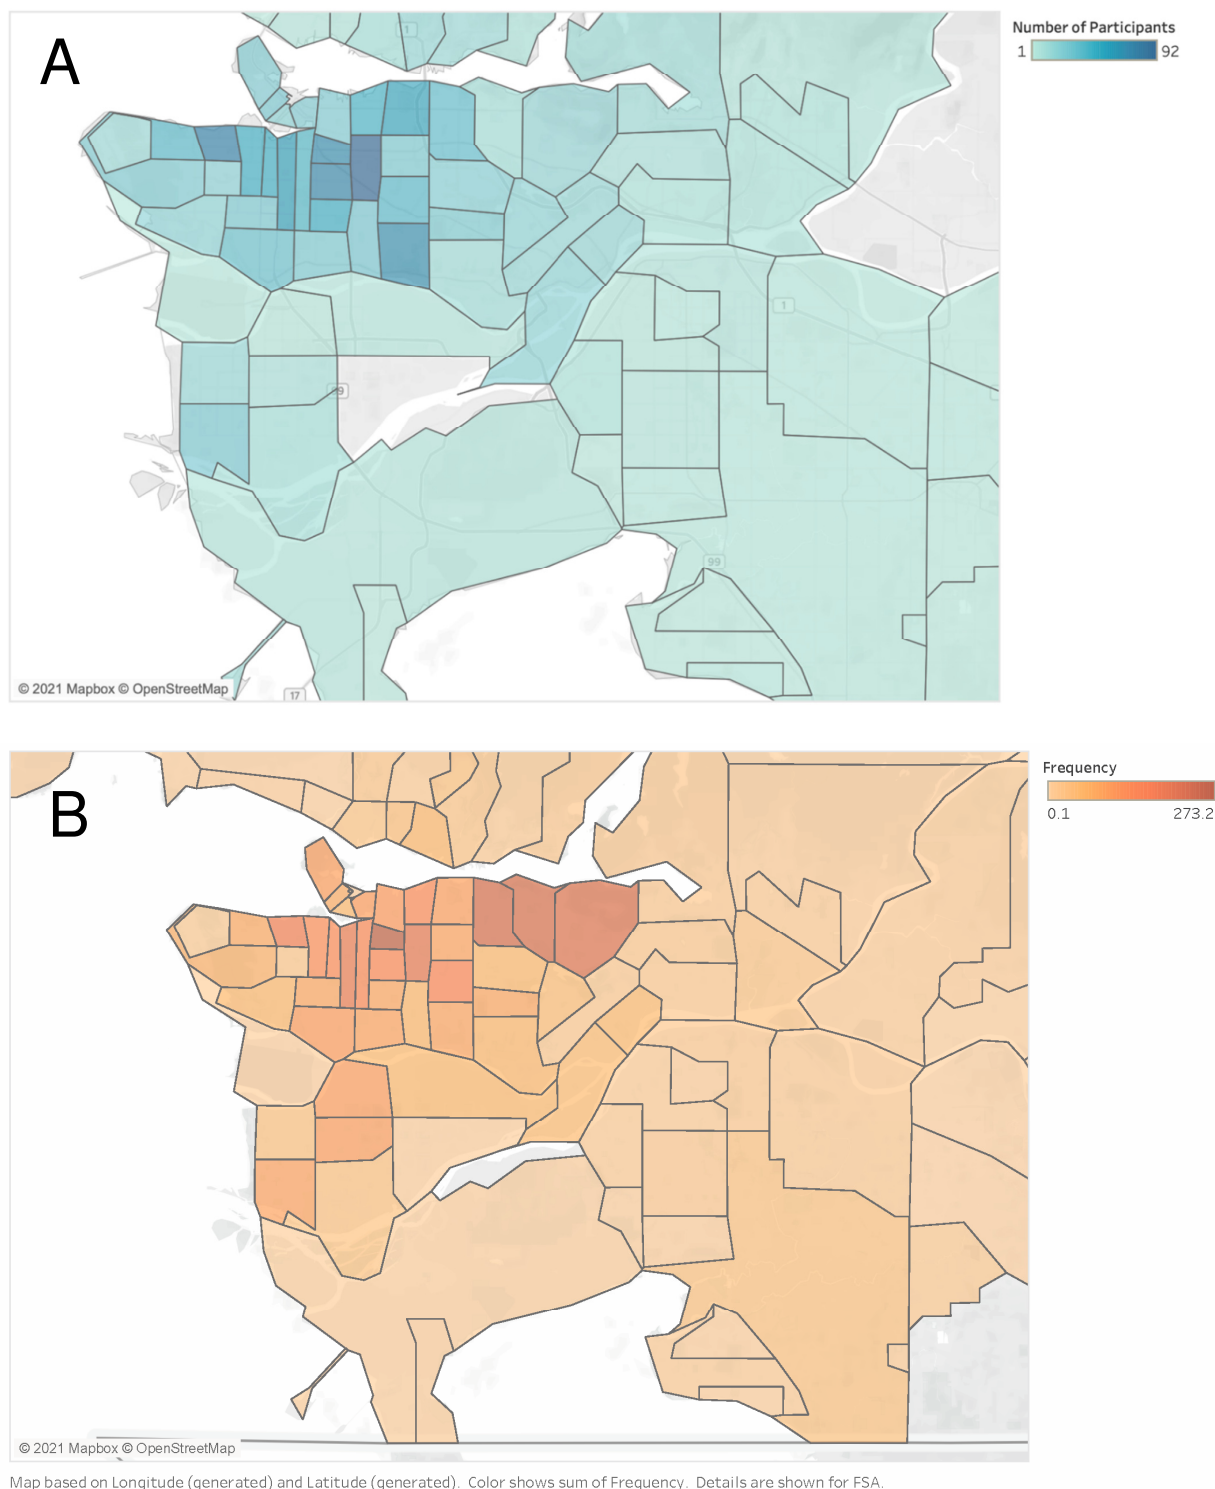 A
Number of Participants
1 92
1
1
99
99
17
© 2021 Mapbox © OpenStreetMap
B
Frequency
0.1 273.2
© 2021 Mapbox © OpenStreetMap
Map based on Longitude (generated) and Latitude (generated). Color shows sum of Frequency. Details are shown for FSA.